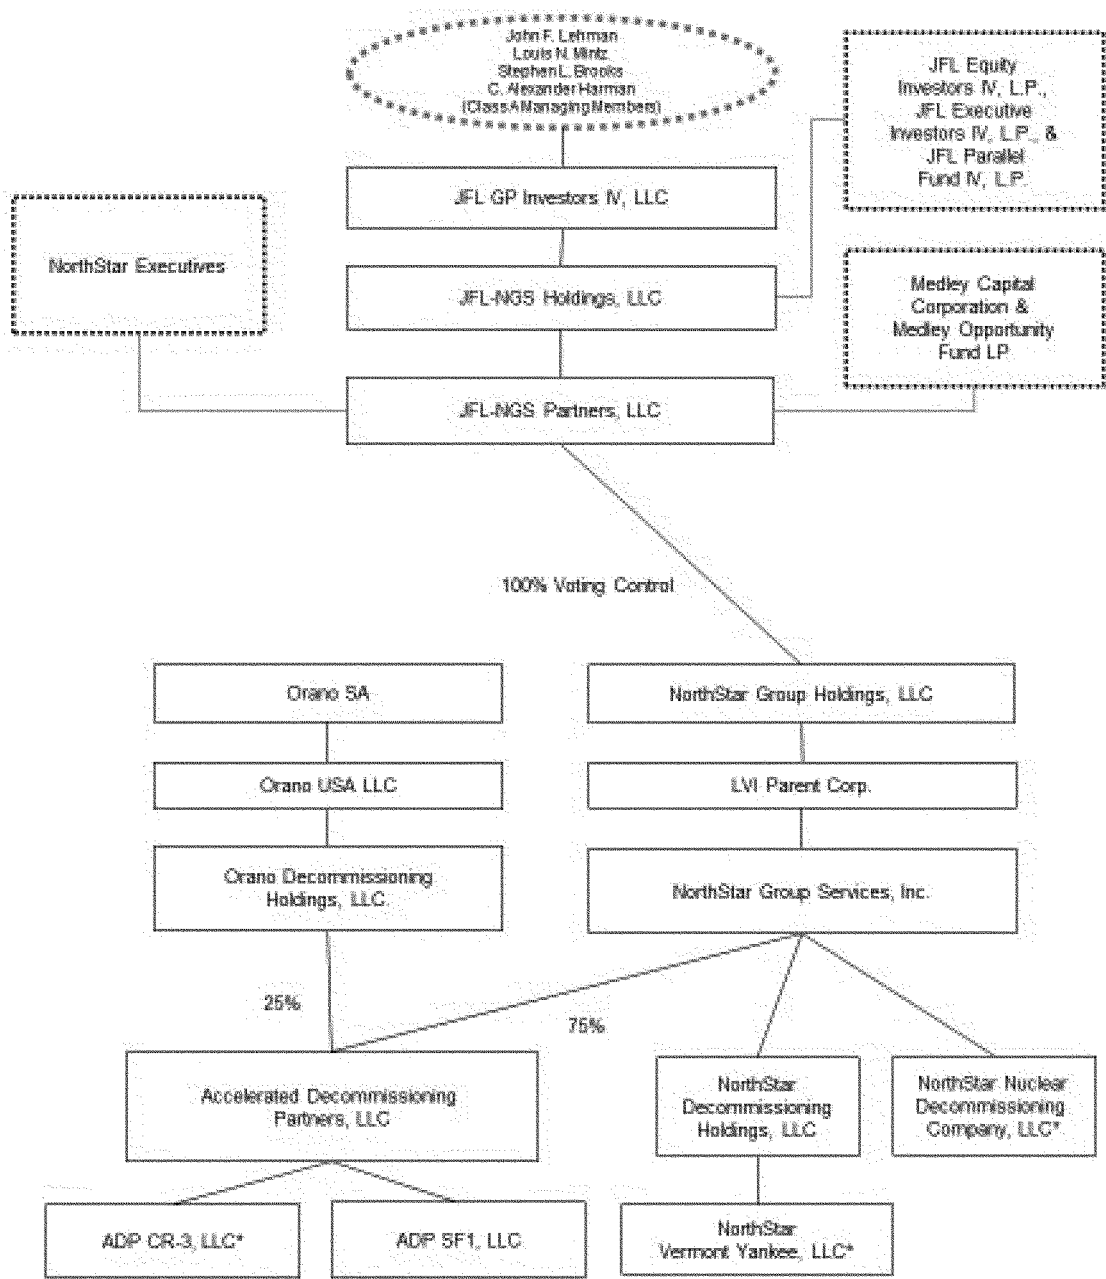 John F. Lehman
Louis N. Mintz
Stephen L. Brooks
C. Alexander Harman
(Class A Managing Members)
JFL Equity
Investors IV, L.P.,
JFL Executive
Investors IV, L.P., &
JFL Parallel
Fund IV, L.P.
JFL GP Investors IV, LLC
NorthStar Executives
JFL-NGS Holdings, LLC
Medley Capital
Corporation &
Medley Opportunity
Fund LP
JFL-NGS Partners, LLC
100% Voting Control
Orano SA
NorthStar Group Holdings, LLC
Orano USA LLC
LVI Parent Corp.
Orano Decommissioning
Holdings, LLC
NorthStar Group Services, Inc.
25%
75%
Accelerated Decommissioning
Partners, LLC
NorthStar
Decommissioning
Holdings, LLC
NorthStar Nuclear
Decommissioning
Company, LLC*
ADP CR-3, LLC*
ADP SF1, LLC
NorthStar
Vermont Yankee, LLC*